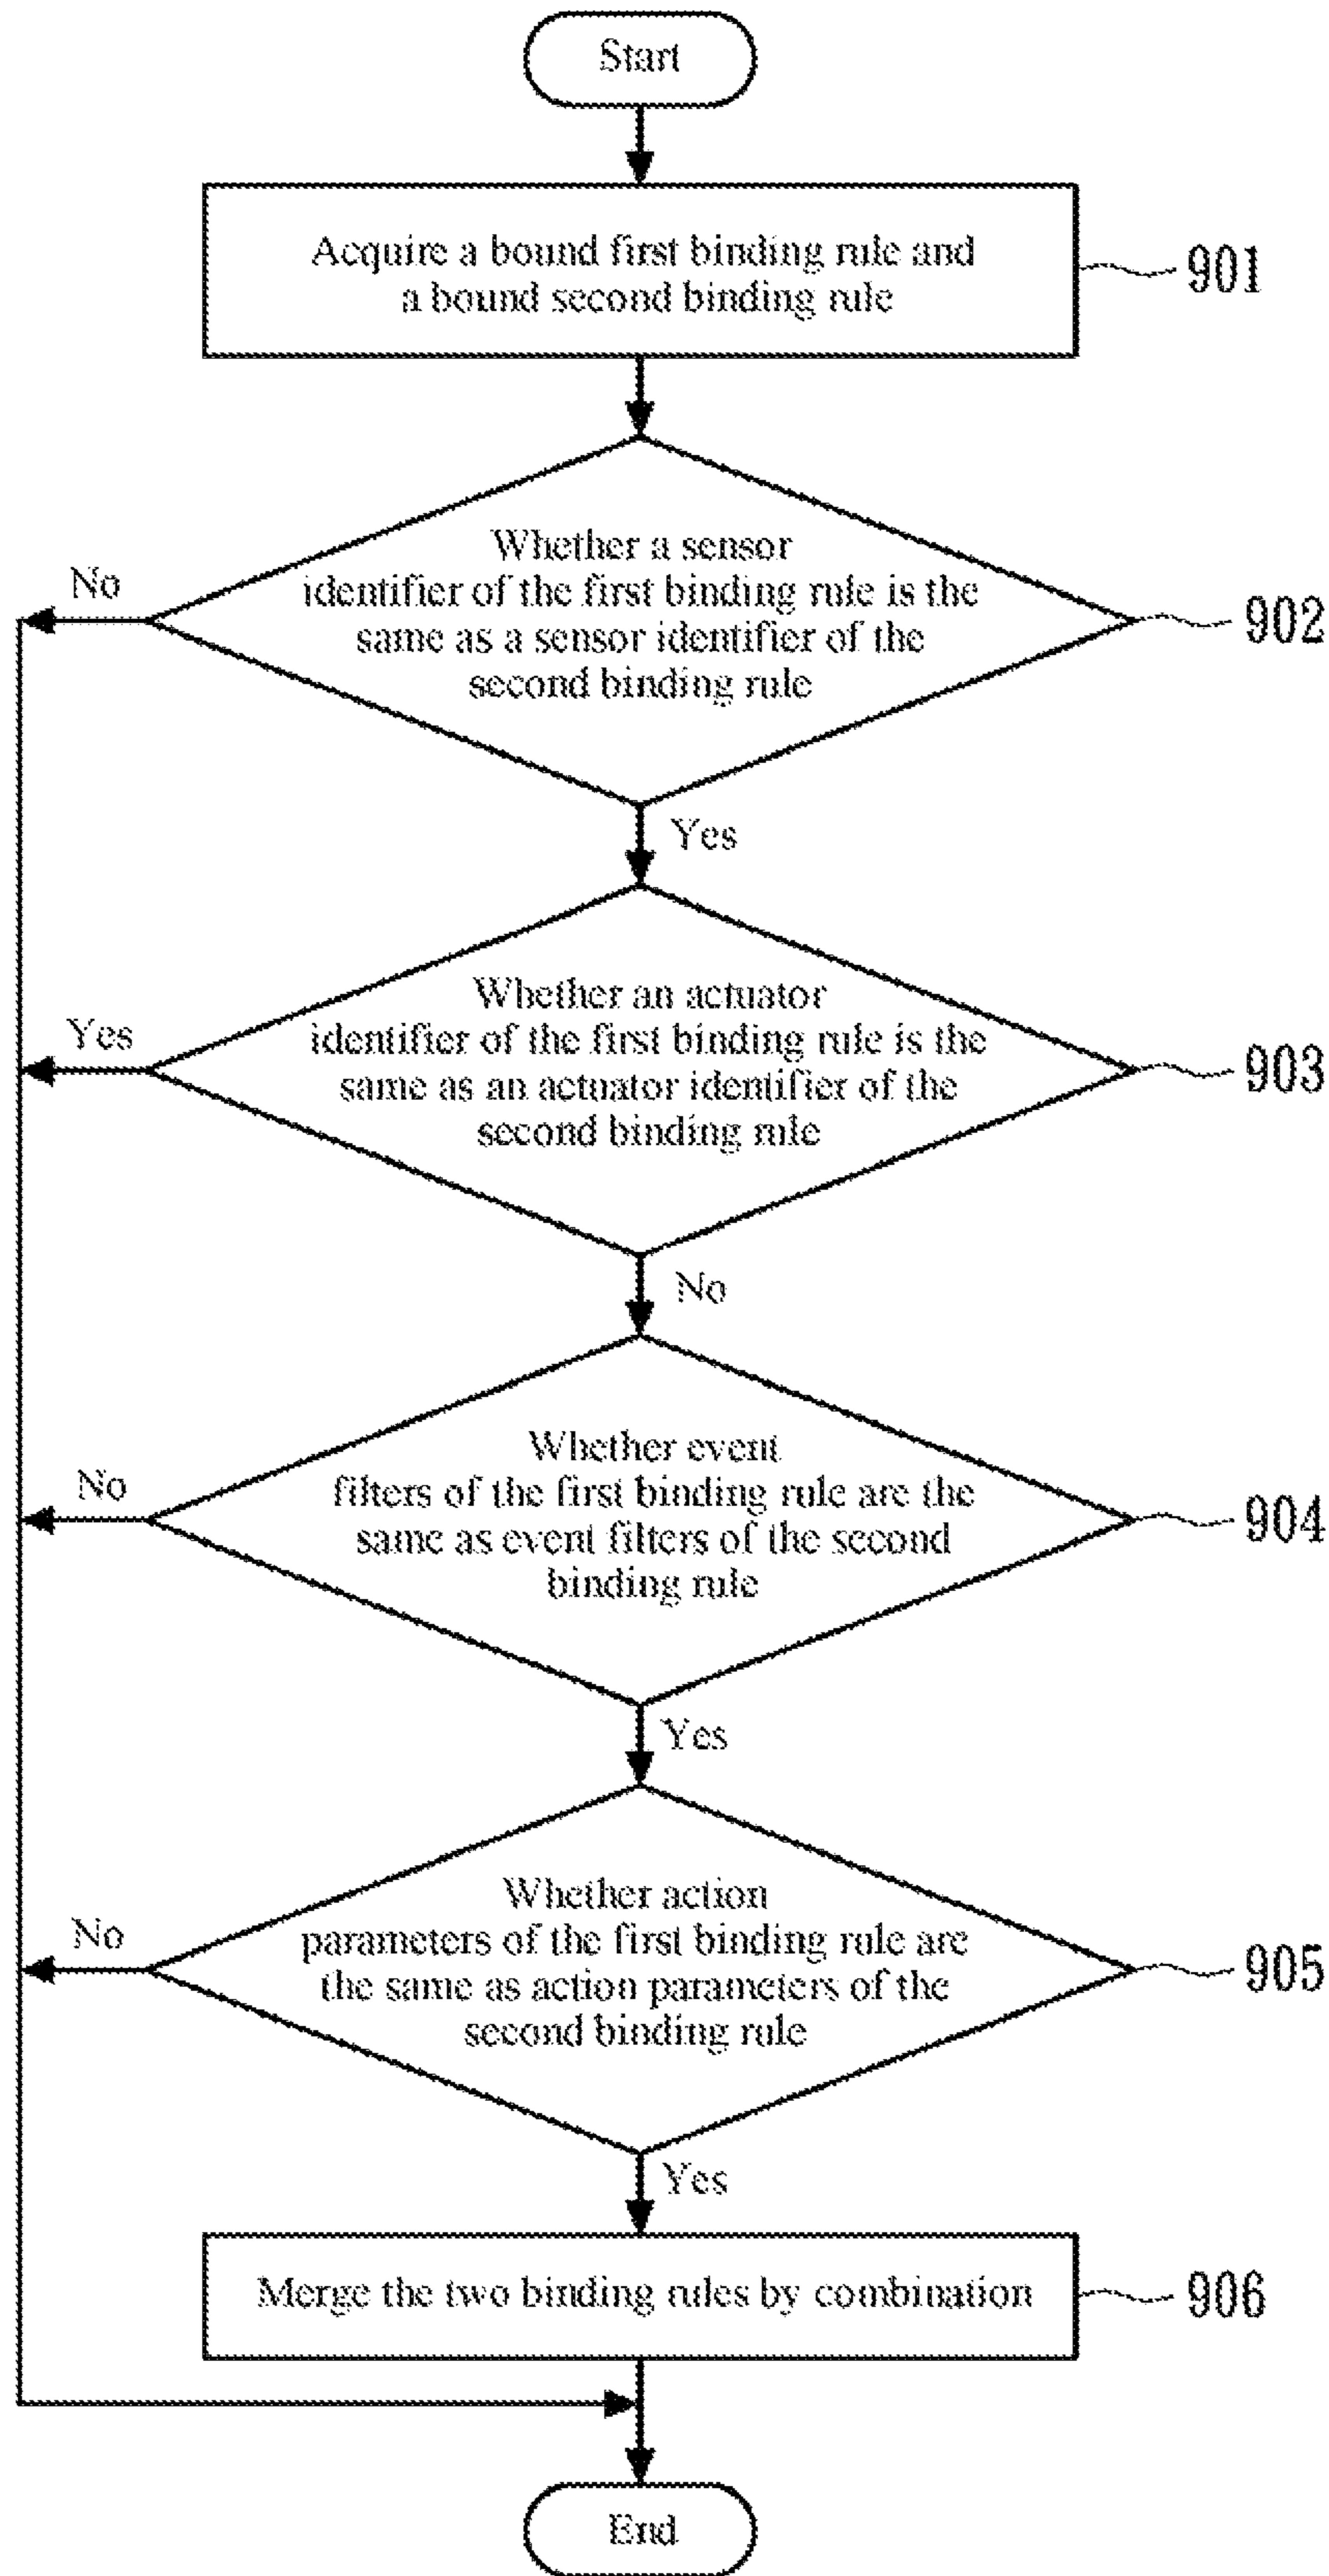 Start
Acquire a bound first binding rule and
a bound second binding rule
901
Whether a sensor
identifier of the first binding rule is the
same as a sensor identifier of the
second binding rule
No
902
Yes
Whether an actuator
identifier of the first binding rule is the
same as an actuator identifier of the
second binding rule
Yes
903
No
Whether event
filters of the first binding rule are the
same as event filters of the second
binding rule
No
904
Yes
Whether action
parameters of the first binding rule are
the same as action parameters of the
second binding rule
No
905
Yes
Merge the two binding rules by combination
906
End